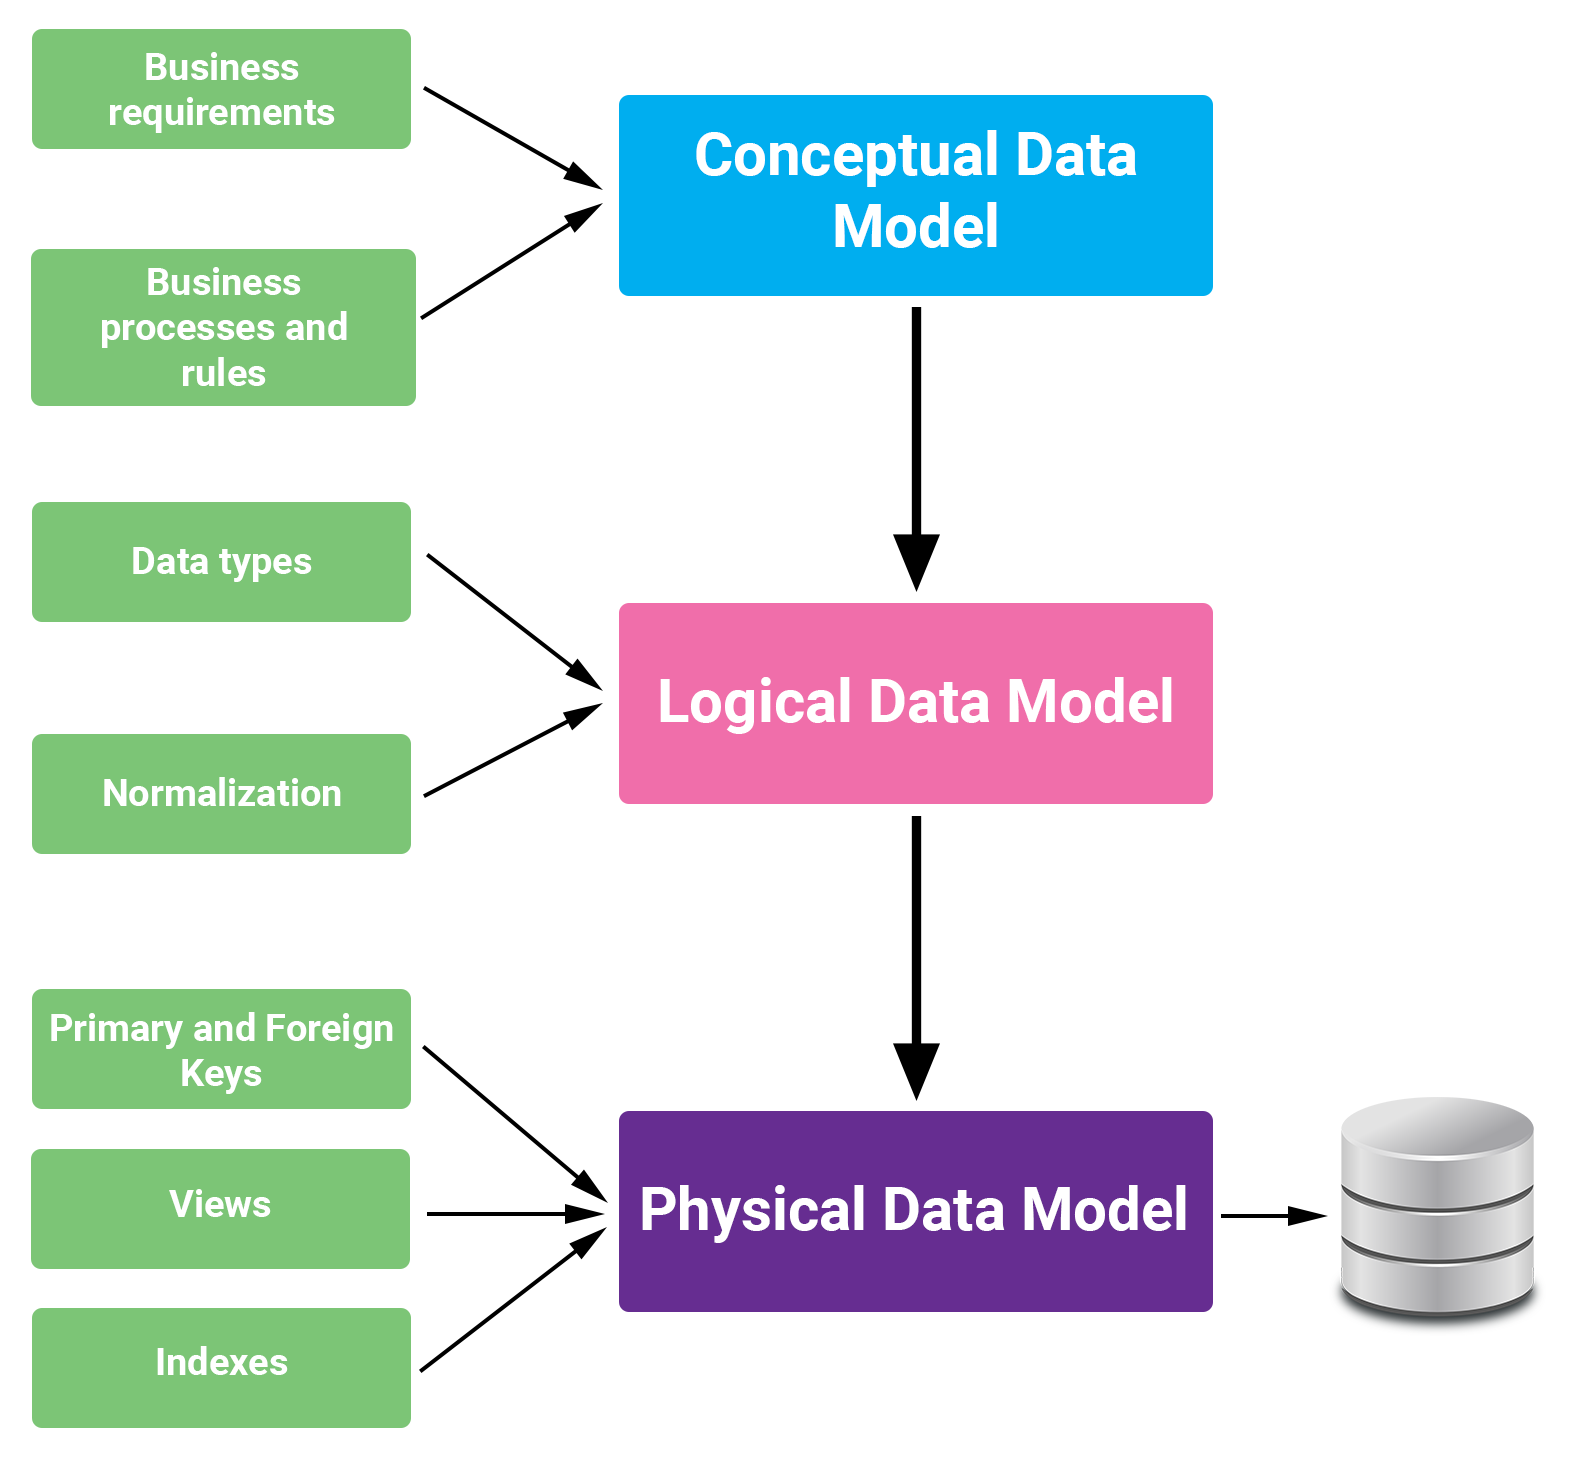 Business
requirements
Conceptual Data
Model
Business
processes and
rules
Data types
Logical Data Model
Normalization
Primary and Foreign
Keys
Views
Physical Data Model
Indexes